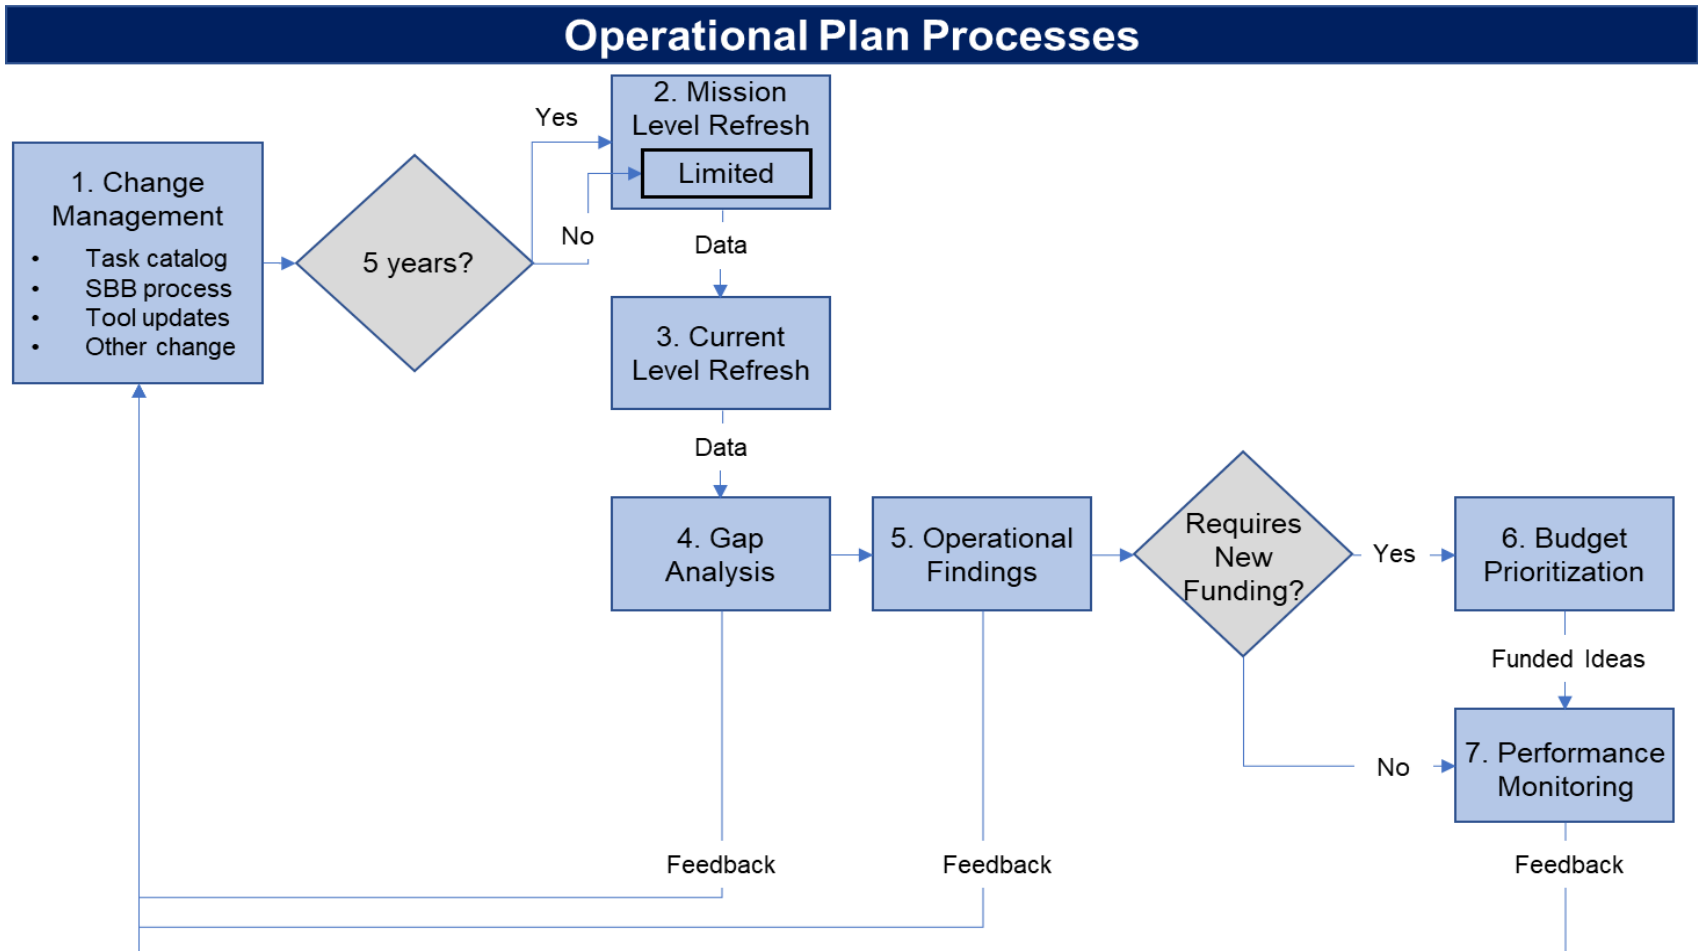 Operational Plan Processes
1. Change
Management
• Task catalog
• SBB process
• Tool updates
• Other change
5 years?
Yes
No
2. Mission
Level Refresh
Limited
Data
3. Current
Level Refresh
Data
4. Gap
Analysis
5. Operational
Findings
Requires
New
Funding?
Yes
6. Budget
Prioritization
Funded Ideas
No
7. Performance
Monitoring
Feedback
Feedback
Feedback